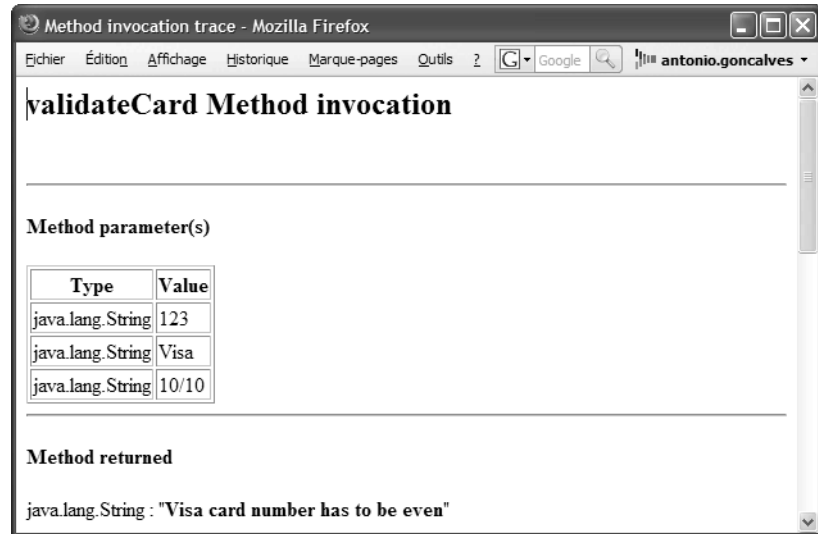 Method invocation trace - Mozilla Firefox
Fichier Édition Affichage Historique Marque-pages Outils ? G Google antonio.goncalves
validateCard Method invocation
Method parameter(s)
Type Value
java.lang.String 123
java.lang.String Visa
java.lang.String 10/10
Method returned
java.lang.String : "Visa card number has to be even"